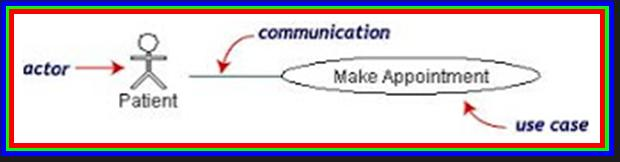 communication
actor
Make Appointment
Patient
use case